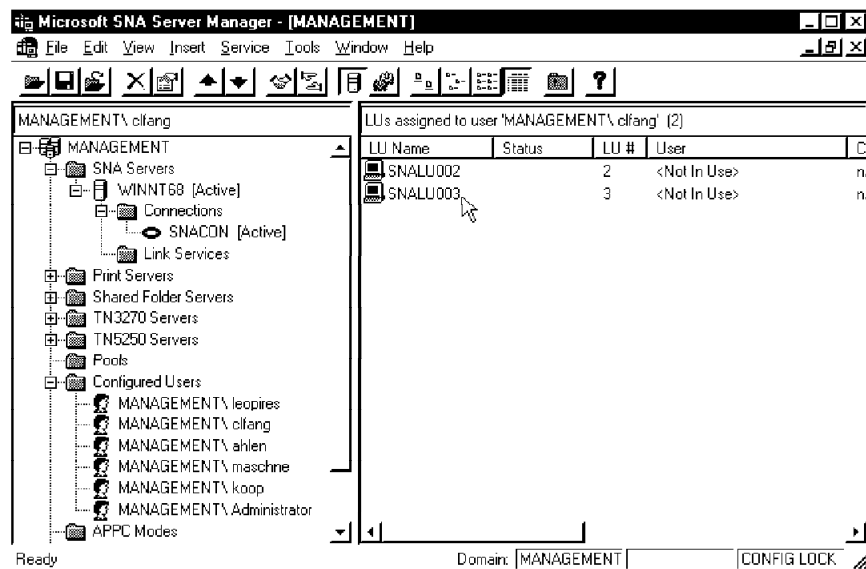 Microsoft SNA Server Manager - [MANAGEMENT]
File Edit View Insert Service Tools Window Help
MANAGEMENT\ clfang
MANAGEMENT
SNA Servers
WINNT68 [Active]
Connections
SNACON [Active]
Link Services
Print Servers
Shared Folder Servers
TN3270 Servers
TN5250 Servers
Pools
Configured Users
MANAGEMENT\ leopires
MANAGEMENT\ clfang
MANAGEMENT\ ahlen
MANAGEMENT\ maschne
MANAGEMENT\ koop
MANAGEMENT\ Administrator
APPC Modes
LUs assigned to user 'MANAGEMENT\ clfang' (2)
LU Name Status LU # User C
SNALU002 2 <Not In Use> n.
SNALU003 3 <Not In Use> n.
Ready Domain: MANAGEMENT CONFIG LOCK